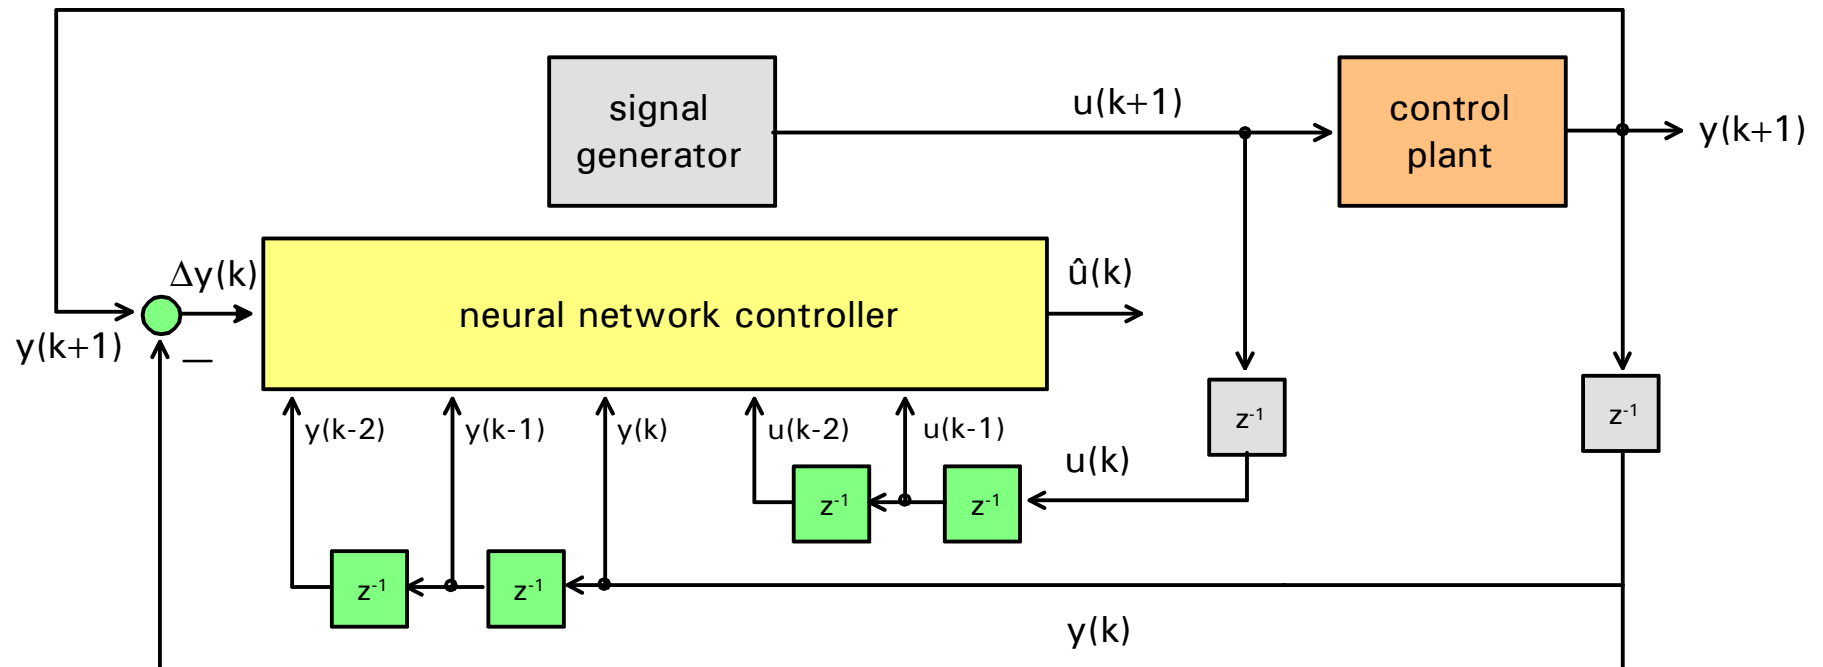 signal
generator
u(k+1)
control
plant
y(k+1)
Δy(k)
y(k+1)
—
neural network controller
û(k)
y(k-2)
y(k-1)
y(k)
u(k-2)
u(k-1)
z⁻¹
z⁻¹
u(k)
z⁻¹
z⁻¹
z⁻¹
z⁻¹
y(k)